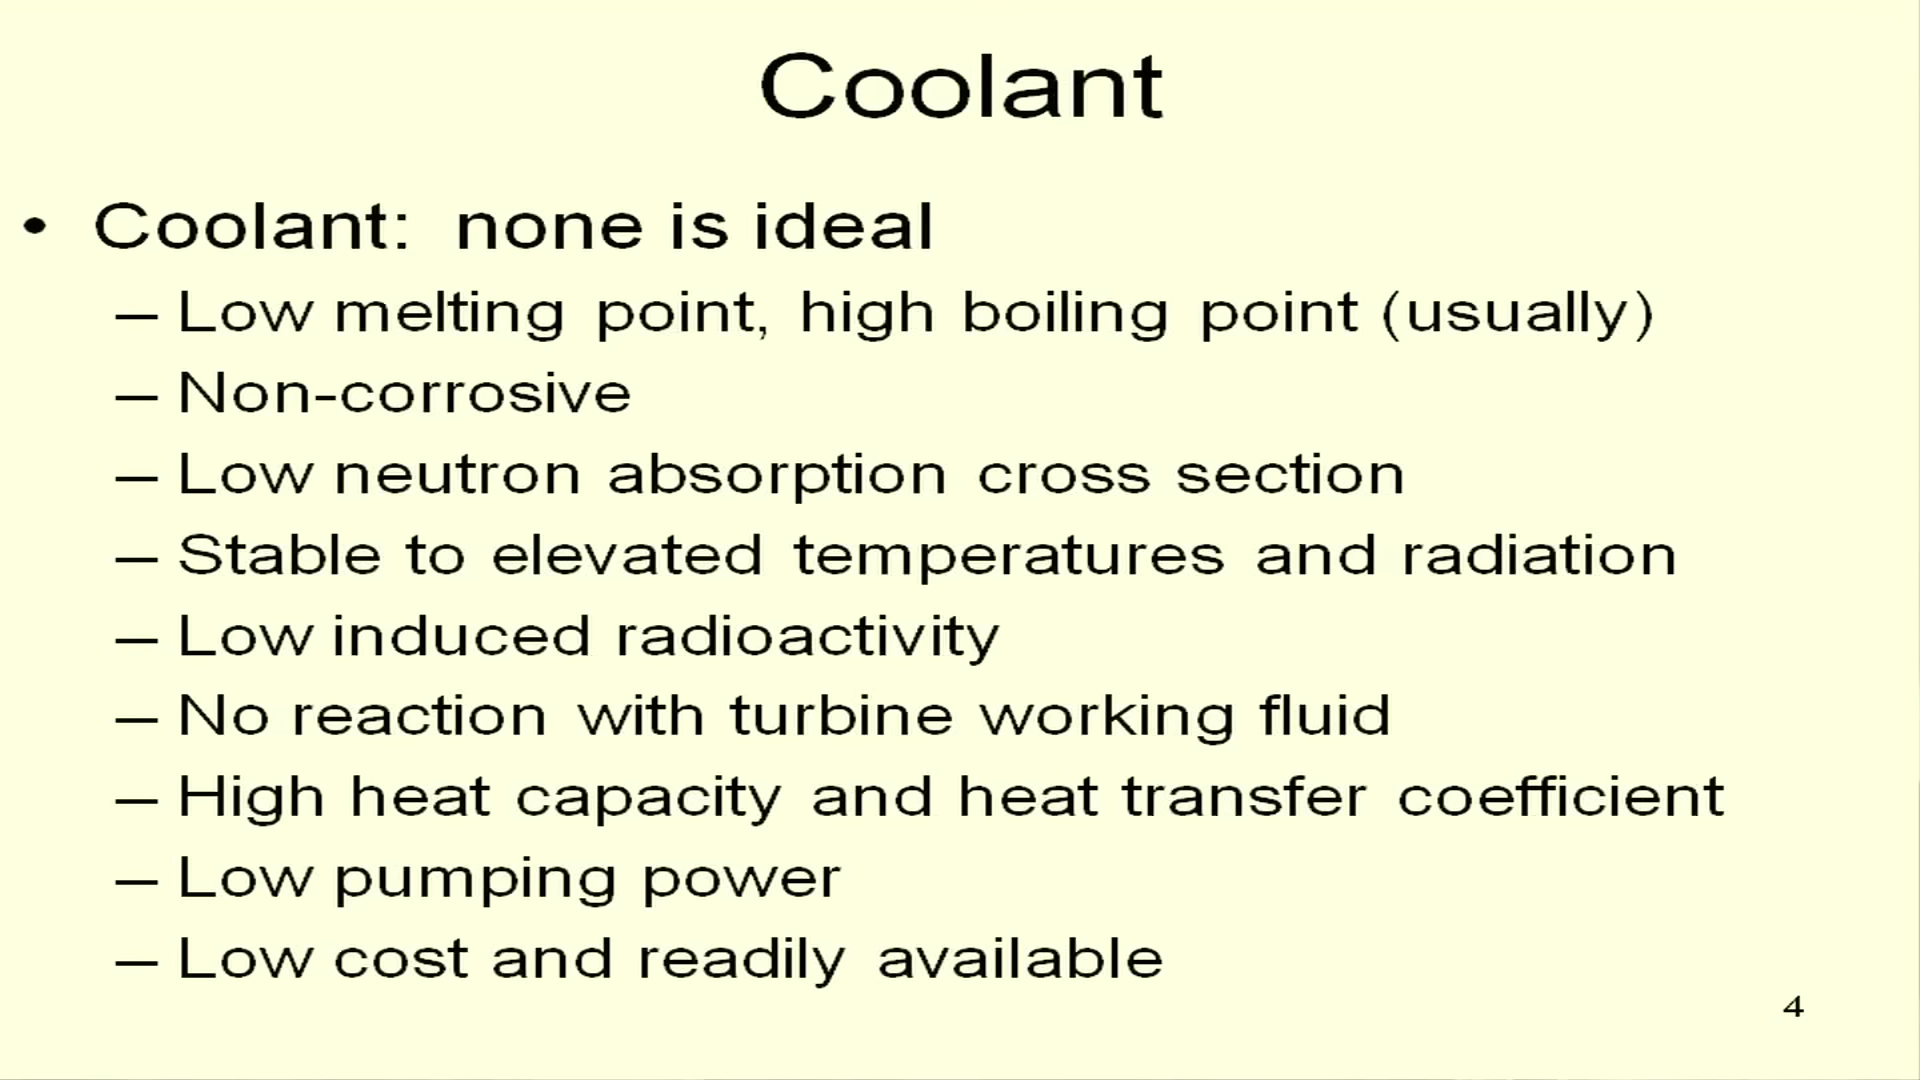 Coolant
• Coolant: none is ideal
– Low melting point, high boiling point (usually)
– Non-corrosive
– Low neutron absorption cross section
– Stable to elevated temperatures and radiation
– Low induced radioactivity
– No reaction with turbine working fluid
– High heat capacity and heat transfer coefficient
– Low pumping power
– Low cost and readily available
4